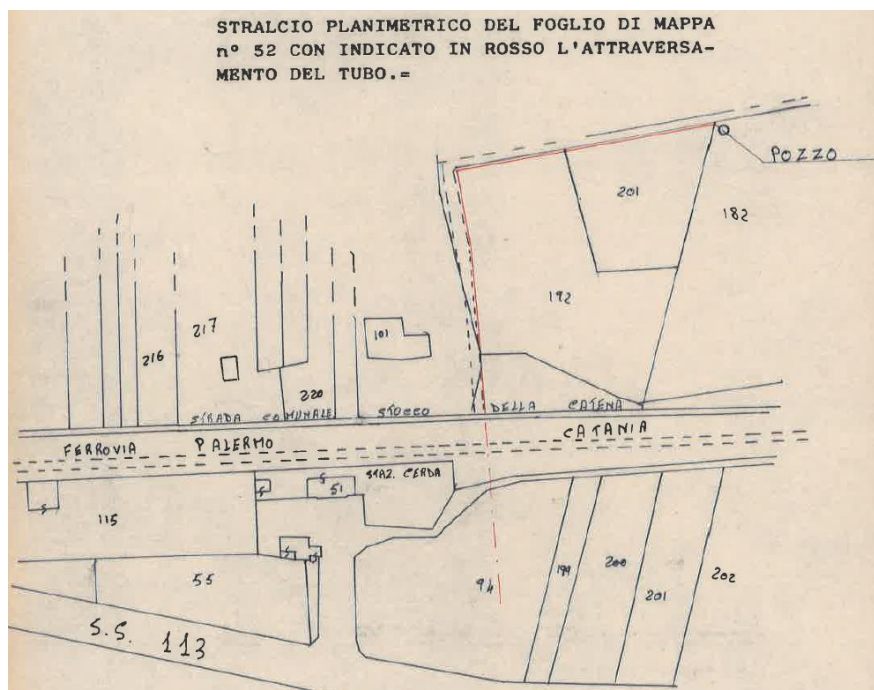 STRALCIO PLANIMETRICO DEL FOGLIO DI MAPPA
n° 52 CON INDICATO IN ROSSO L'ATTRAVERSA-
MENTO DEL TUBO.=
POZZO
201
182
192
217
101
216
220
STRADA COMUNALE STOCCO DELLA CATENA
FERROVIA PALERMO CATANIA
STAZ. CERDA
51
115
55
94
199
200
201
202
S.S. 113